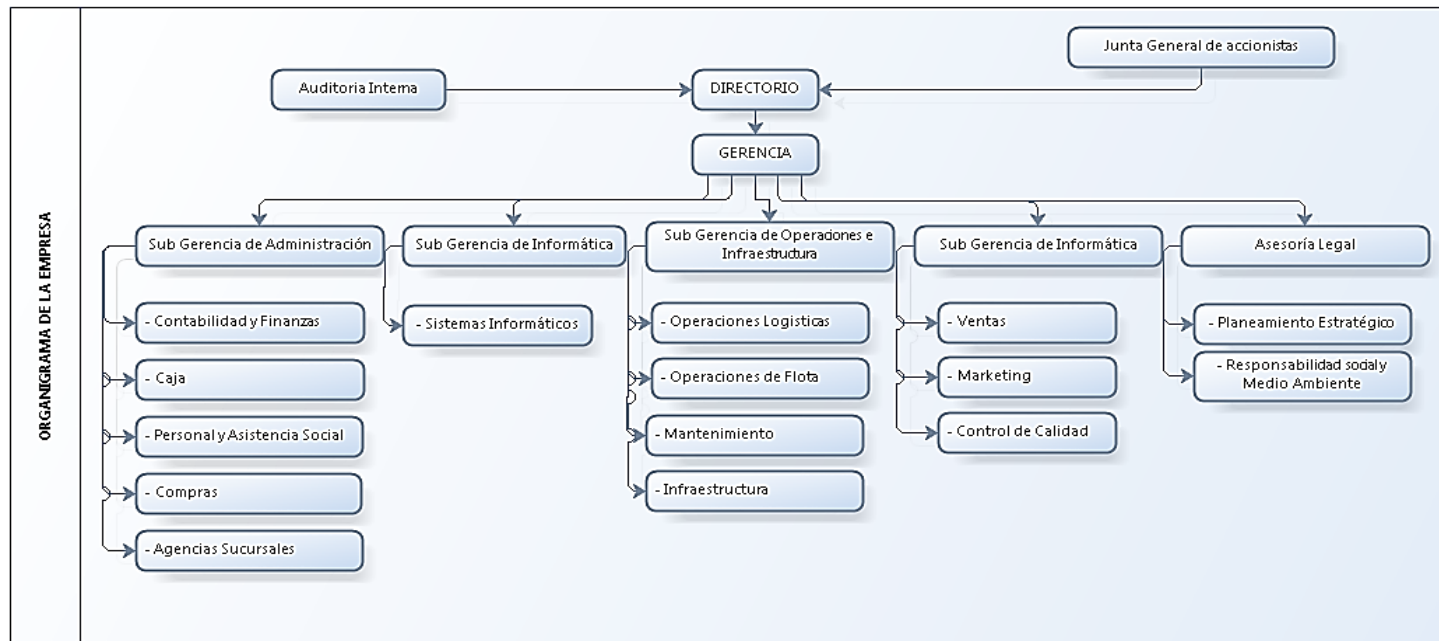 ORGANIGRAMA DE LA EMPRESA
Junta General de accionistas
Auditoria Interna
DIRECTORIO
GERENCIA
Sub Gerencia de Administración
Sub Gerencia de Informática
Sub Gerencia de Operaciones e
Infraestructura
Sub Gerencia de Informática
Asesoría Legal
- Contabilidad y Finanzas
- Caja
- Personal y Asistencia Social
- Compras
- Agencias Sucursales
- Sistemas Informáticos
- Operaciones Logisticas
- Operaciones de Flota
- Mantenimiento
- Infraestructura
- Ventas
- Marketing
- Control de Calidad
- Planeamiento Estratégico
- Responsabilidad social y
Medio Ambiente